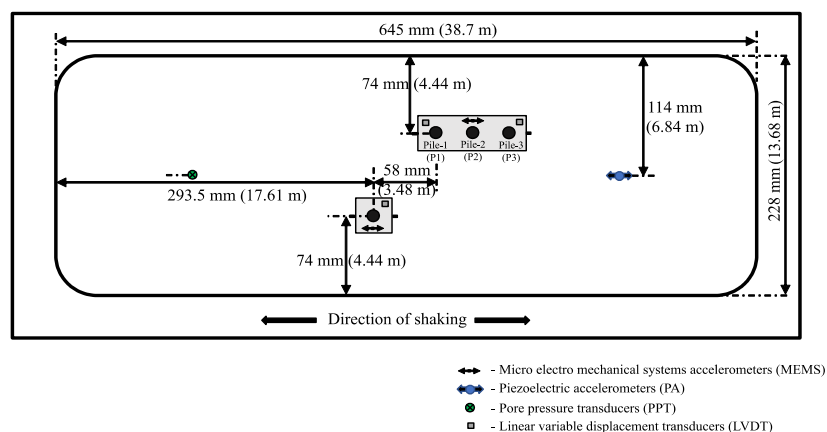 645 mm (38.7 m)
74 mm (4.44 m)
114 mm
(6.84 m)
228 mm (13.68 m)
Pile-1 Pile-2 Pile-3
(P1) (P2) (P3)
58 mm
(3.48 m)
293.5 mm (17.61 m)
74 mm (4.44 m)
Direction of shaking
- Micro electro mechanical systems accelerometers (MEMS)
- Piezoelectric accelerometers (PA)
- Pore pressure transducers (PPT)
- Linear variable displacement transducers (LVDT)